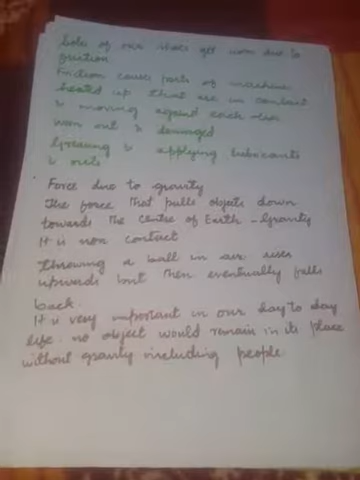 Soles of our shoes get worn due to
friction
Friction causes parts of machine
heated up that are in contact
& moving against each other
worn out & damaged
Greasing & applying lubricants
& oils
Force due to gravity
The force that pulls objects down
towards the centre of Earth - Gravity
It is non contact
Throwing a ball in air rises
upwards but then eventually falls
back.
It is very important in our day to day
life. no object would remain in its place
without gravity including people